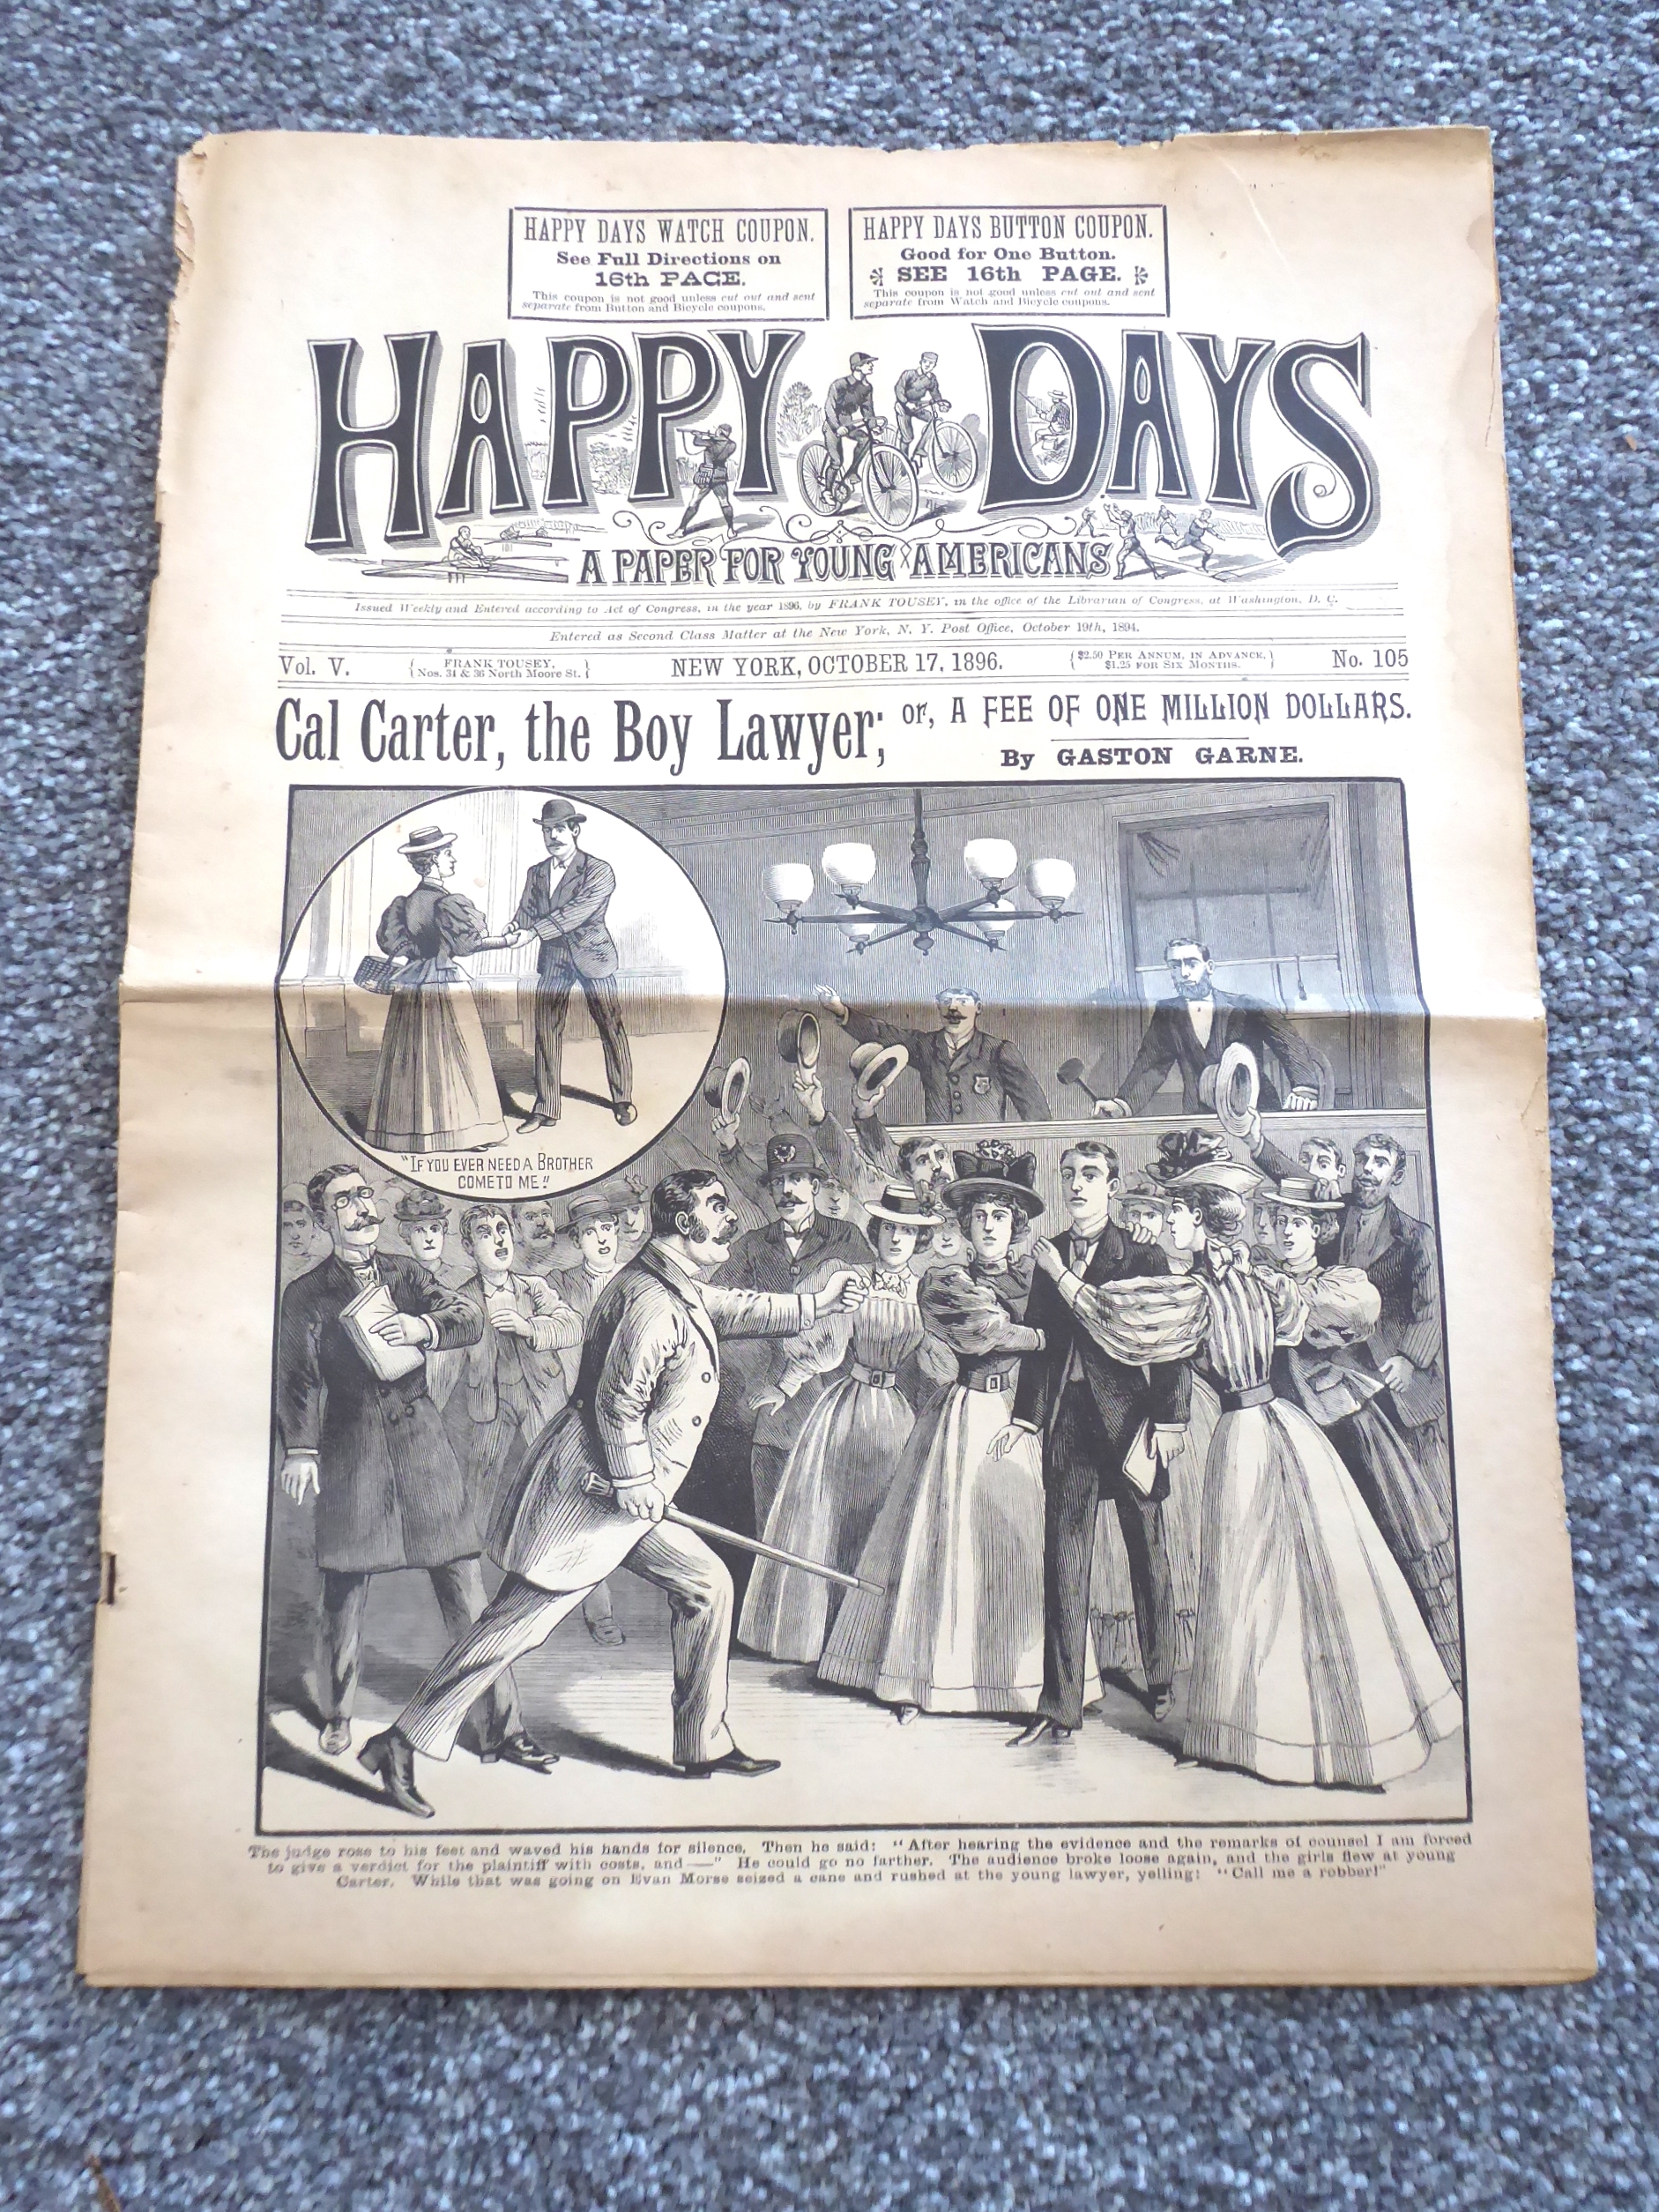 HAPPY DAYS WATCH COUPON.
See Full Directions on
16th PAGE.
This coupon is not good unless cut out and sent
separate from Button and Bicycle coupons.
HAPPY DAYS BUTTON COUPON.
Good for One Button.
SEE 16th PAGE.
This coupon is not good unless cut out and sent
separate from Watch and Bicycle coupons.
HAPPY DAYS
A PAPER FOR YOUNG AMERICANS
Issued Weekly and Entered according to Act of Congress, in the year 1896, by FRANK TOUSEY, in the office of the Librarian of Congress, at Washington, D. C.
Entered as Second Class Matter at the New York, N. Y. Post Office, October 19th, 1894.
Vol. V. { FRANK TOUSEY, Nos. 34 & 36 North Moore St. } NEW YORK, OCTOBER 17, 1896. { $2.50 PER ANNUM, IN ADVANCE, $1.25 FOR SIX MONTHS. } No. 105
Cal Carter, the Boy Lawyer; or, A FEE OF ONE MILLION DOLLARS.
By GASTON GARNE.
"IF YOU EVER NEED A BROTHER
COME TO ME."
The judge rose to his feet and waved his hands for silence. Then he said: "After hearing the evidence and the remarks of counsel I am forced
to give a verdict for the plaintiff with costs, and——" He could go no farther. The audience broke loose again, and the girls flew at young
Carter. While that was going on Evan Morse seized a cane and rushed at the young lawyer, yelling: "Call me a robber!"